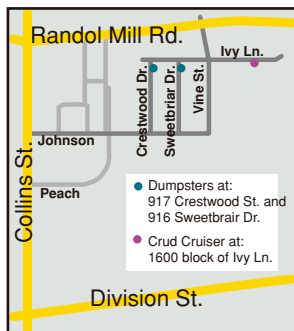 Randol Mill Rd.
Ivy Ln.
Crestwood Dr.
Sweetbriar Dr.
Vine St.
Collins St.
Johnson
Peach
Dumpsters at:
917 Crestwood St. and
916 Sweetbrair Dr.
Crud Cruiser at:
1600 block of Ivy Ln.
Division St.